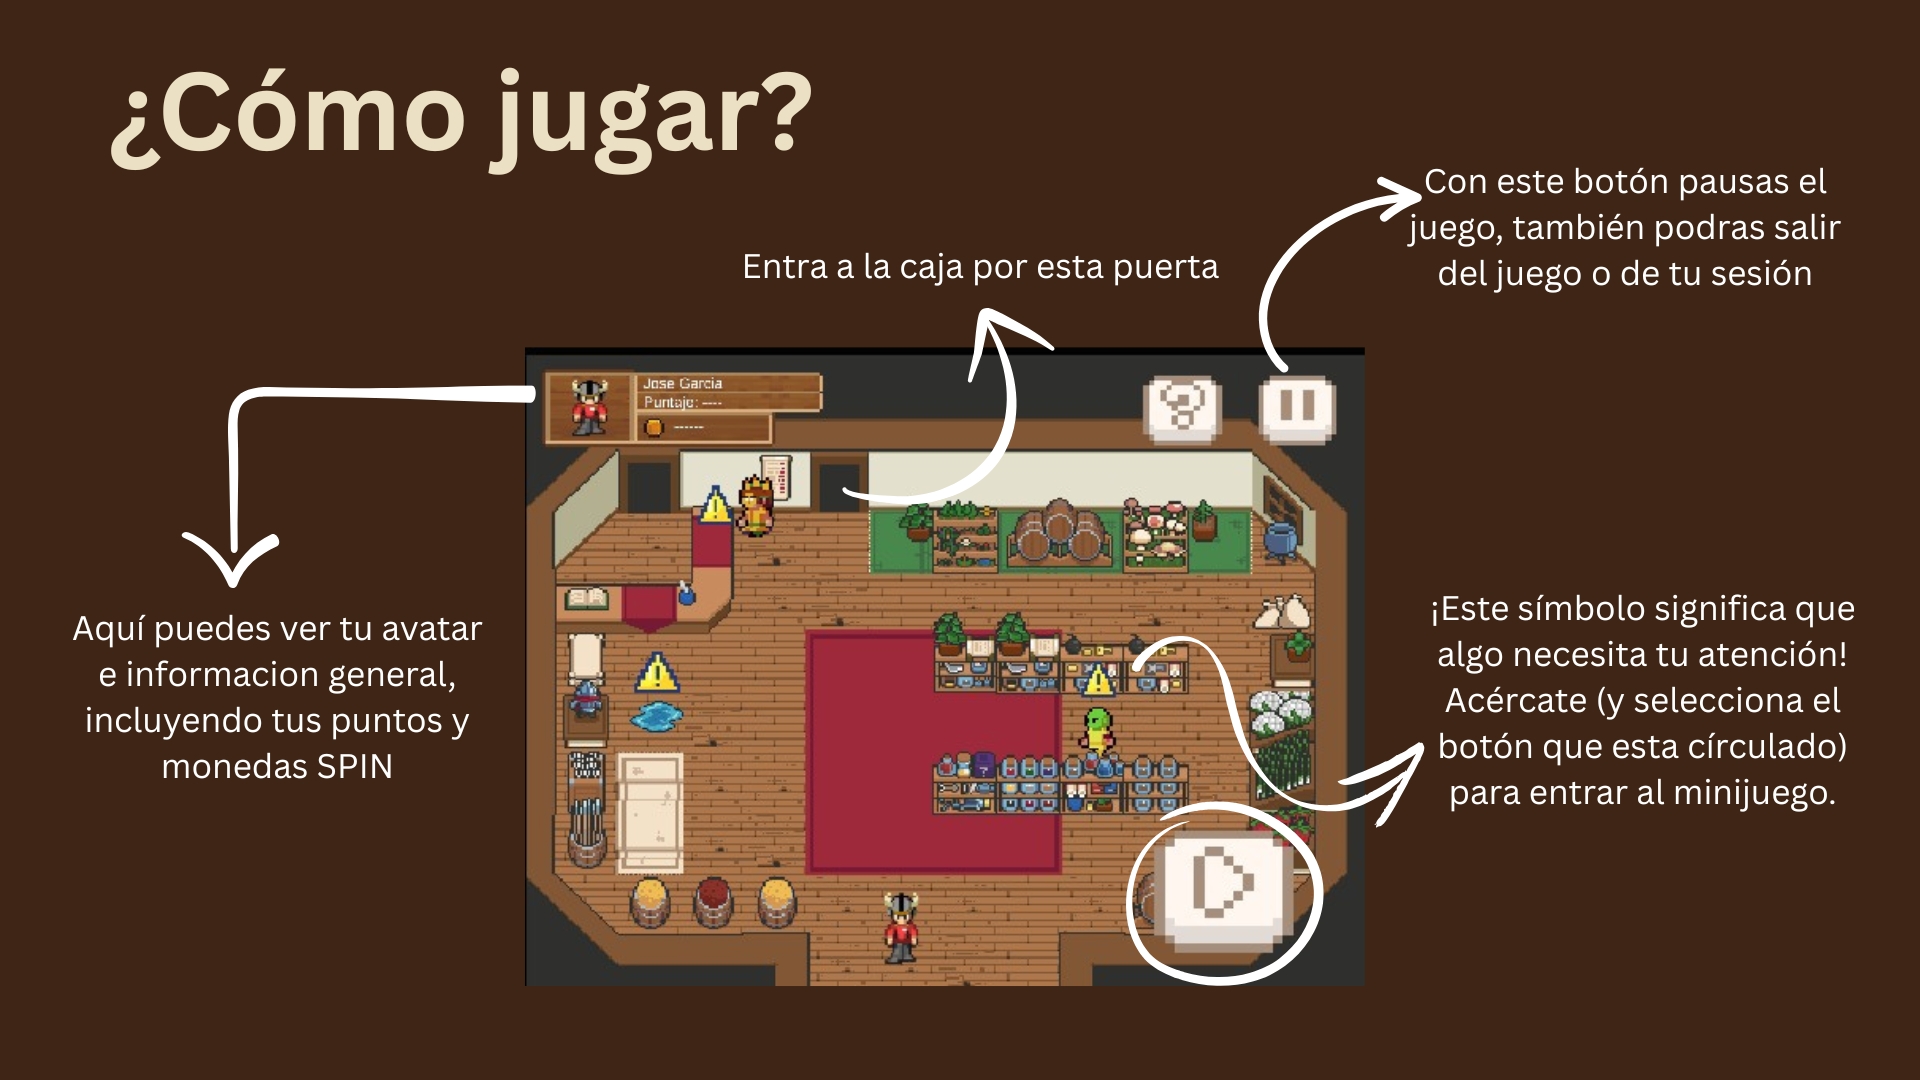 ¿Cómo jugar?
Con este botón pausas el
juego, también podras salir
del juego o de tu sesión
Entra a la caja por esta puerta
Jose Garcia
Puntaje: ----
------
Aquí puedes ver tu avatar
e informacion general,
incluyendo tus puntos y
monedas SPIN
¡Este símbolo significa que
algo necesita tu atención!
Acércate (y selecciona el
botón que esta círculado)
para entrar al minijuego.